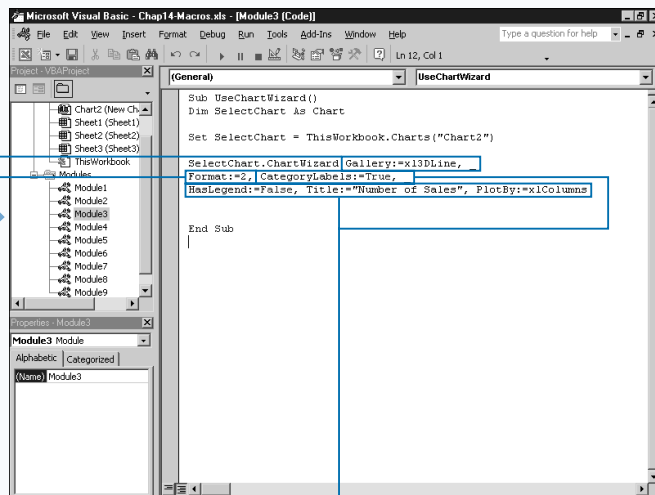 Microsoft Visual Basic - Chap14-Macros.xls - [Module3 (Code)]
File Edit View Insert Format Debug Run Tools Add-Ins Window Help Type a question for help
Ln 12, Col 1
Project - VBAProject
(General) UseChartWizard
Chart2 (New Ch
Sheet1 (Sheet1)
Sheet2 (Sheet2)
Sheet3 (Sheet3)
ThisWorkbook
Modules
Module1
Module2
Module3
Module4
Module5
Module6
Module7
Module8
Module9
Properties - Module3
Module3 Module
Alphabetic Categorized
(Name) Module3
Sub UseChartWizard()
Dim SelectChart As Chart
Set SelectChart = ThisWorkbook.Charts("Chart2")
SelectChart.ChartWizard Gallery:=xl3DLine, _
Format:=2, CategoryLabels:=True, _
HasLegend:=False, Title:="Number of Sales", PlotBy:=xlColumns
End Sub